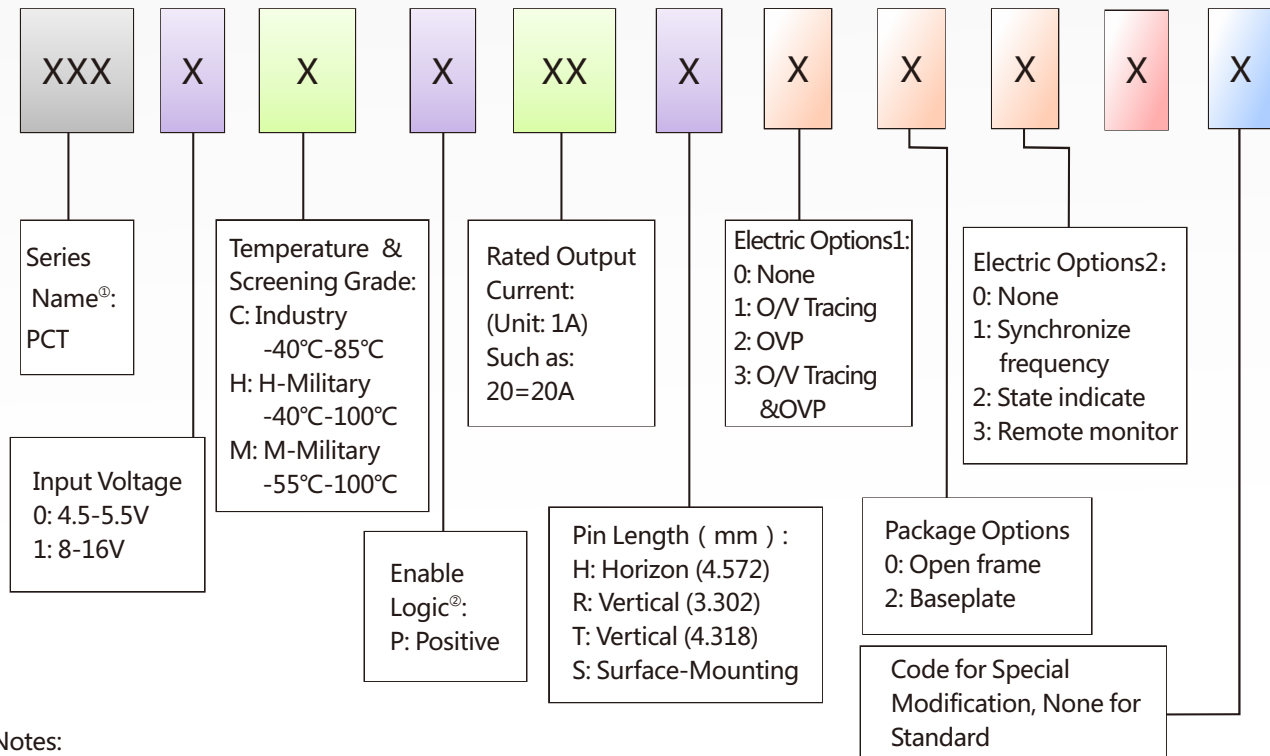 XXX X X X XX X X X X X X
Series
Name①:
PCT
Input Voltage
0: 4.5-5.5V
1: 8-16V
Temperature &
Screening Grade:
C: Industry
-40℃-85℃
H: H-Military
-40℃-100℃
M: M-Military
-55℃-100℃
Enable
Logic②:
P: Positive
Rated Output
Current:
(Unit: 1A)
Such as:
20=20A
Pin Length ( mm ) :
H: Horizon (4.572)
R: Vertical (3.302)
T: Vertical (4.318)
S: Surface-Mounting
Electric Options1:
0: None
1: O/V Tracing
2: OVP
3: O/V Tracing
&OVP
Package Options
0: Open frame
2: Baseplate
Electric Options2：
0: None
1: Synchronize
frequency
2: State indicate
3: Remote monitor
Code for Special
Modification, None for
Standard
Notes: